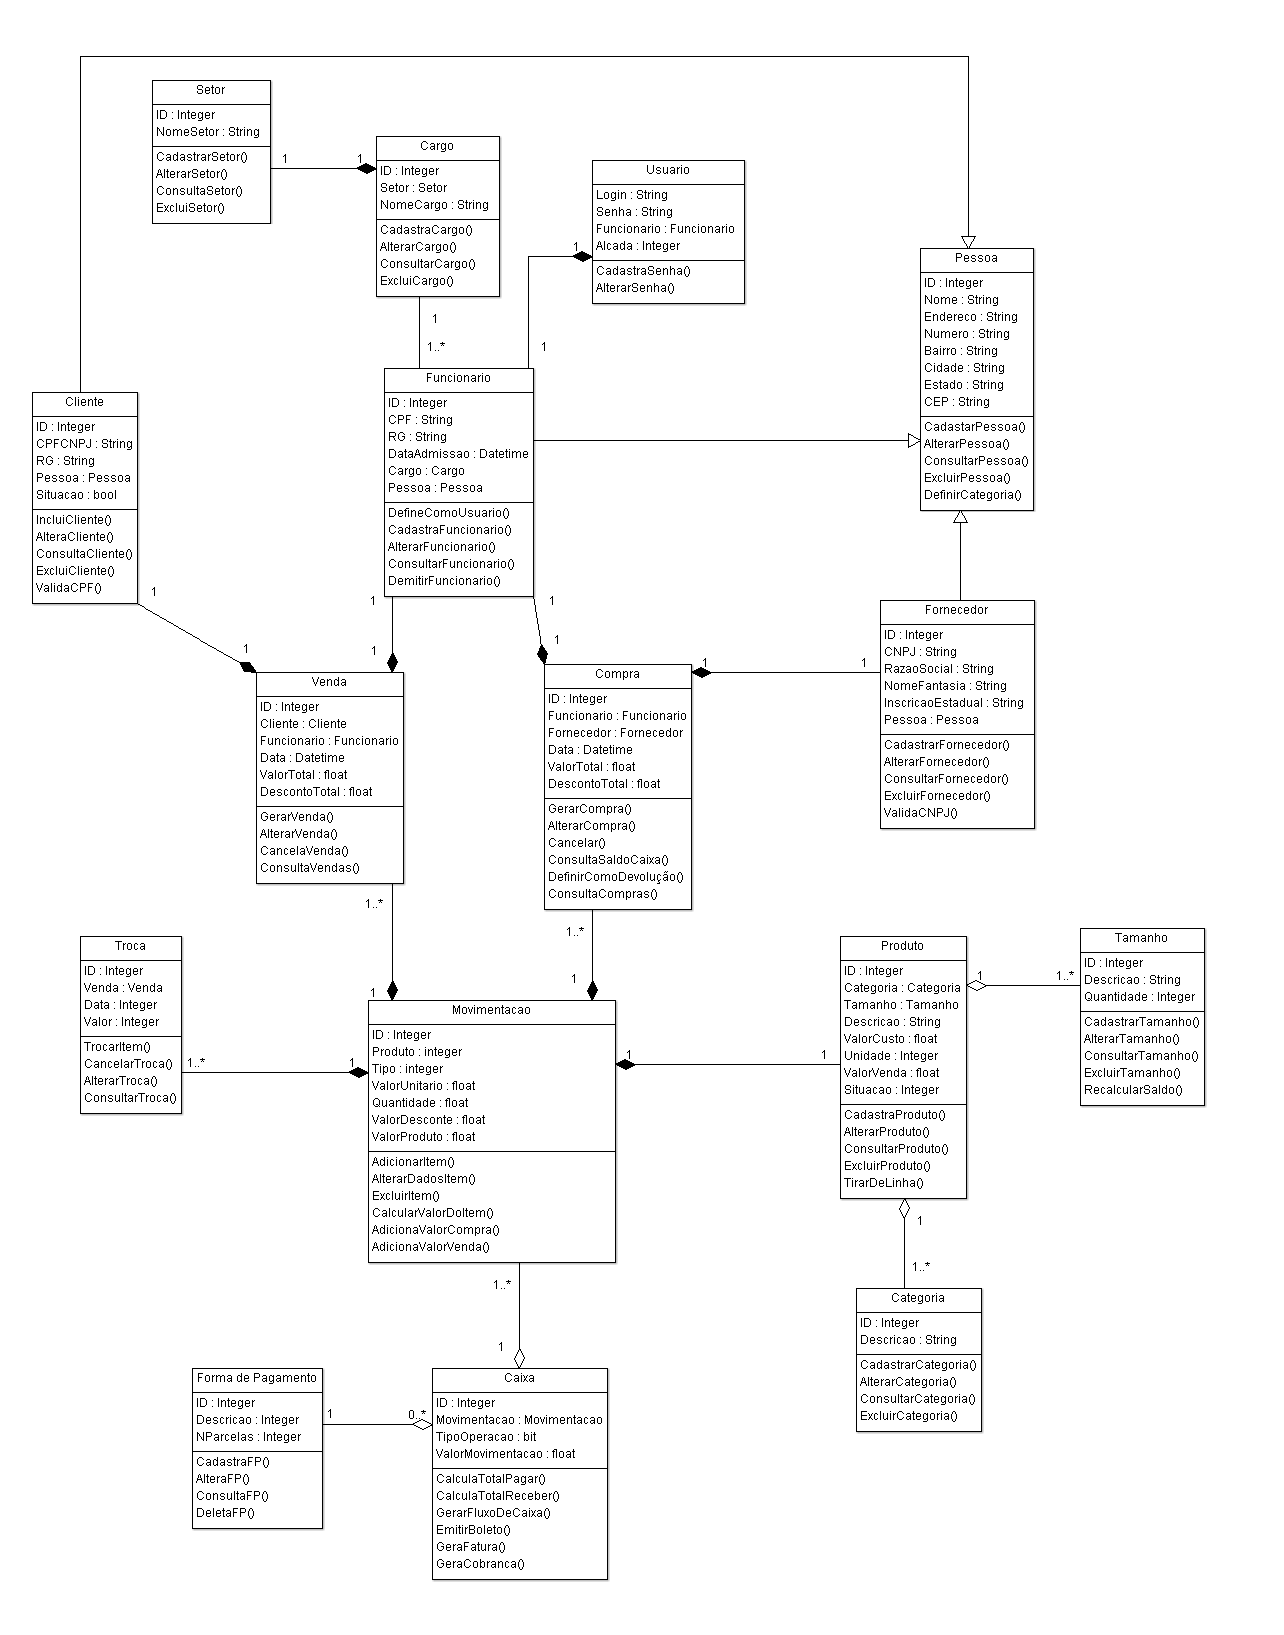 Setor
ID : Integer
NomeSetor : String
CadastrarSetor()
AlterarSetor()
ConsultaSetor()
ExcluiSetor()
1
1
Cargo
ID : Integer
Setor : Setor
NomeCargo : String
CadastraCargo()
AlterarCargo()
ConsultarCargo()
ExcluiCargo()
1
1..*
Usuario
Login : String
Senha : String
Funcionario : Funcionario
Alcada : Integer
CadastraSenha()
AlterarSenha()
1
1
Pessoa
ID : Integer
Nome : String
Endereco : String
Numero : String
Bairro : String
Cidade : String
Estado : String
CEP : String
CadastarPessoa()
AlterarPessoa()
ConsultarPessoa()
ExcluirPessoa()
DefinirCategoria()
Cliente
ID : Integer
CPFCNPJ : String
RG : String
Pessoa : Pessoa
Situacao : bool
IncluiCliente()
AlteraCliente()
ConsultaCliente()
ExcluiCliente()
ValidaCPF()
1
1
Funcionario
ID : Integer
CPF : String
RG : String
DataAdmissao : Datetime
Cargo : Cargo
Pessoa : Pessoa
DefineComoUsuario()
CadastraFuncionario()
AlterarFuncionario()
ConsultarFuncionario()
DemitirFuncionario()
1
1
1
1
Fornecedor
ID : Integer
CNPJ : String
RazaoSocial : String
NomeFantasia : String
InscricaoEstadual : String
Pessoa : Pessoa
CadastrarFornecedor()
AlterarFornecedor()
ConsultarFornecedor()
ExcluirFornecedor()
ValidaCNPJ()
1
1
Venda
ID : Integer
Cliente : Cliente
Funcionario : Funcionario
Data : Datetime
ValorTotal : float
DescontoTotal : float
GerarVenda()
AlterarVenda()
CancelaVenda()
ConsultaVendas()
1..*
1
Compra
ID : Integer
Funcionario : Funcionario
Fornecedor : Fornecedor
Data : Datetime
ValorTotal : float
DescontoTotal : float
GerarCompra()
AlterarCompra()
Cancelar()
ConsultaSaldoCaixa()
DefinirComoDevolução()
ConsultaCompras()
1..*
1
Troca
ID : Integer
Venda : Venda
Data : Integer
Valor : Integer
TrocarItem()
CancelarTroca()
AlterarTroca()
ConsultarTroca()
1..*
1
Movimentacao
ID : Integer
Produto : integer
Tipo : integer
ValorUnitario : float
Quantidade : float
ValorDesconte : float
ValorProduto : float
AdicionarItem()
AlterarDadosItem()
ExcluirItem()
CalcularValorDoItem()
AdicionaValorCompra()
AdicionaValorVenda()
1
1
Produto
ID : Integer
Categoria : Categoria
Tamanho : Tamanho
Descricao : String
ValorCusto : float
Unidade : Integer
ValorVenda : float
Situacao : Integer
CadastraProduto()
AlterarProduto()
ConsultarProduto()
ExcluirProduto()
TirarDeLinha()
1
1..*
Tamanho
ID : Integer
Descricao : String
Quantidade : Integer
CadastrarTamanho()
AlterarTamanho()
ConsultarTamanho()
ExcluirTamanho()
RecalcularSaldo()
1
1..*
Categoria
ID : Integer
Descricao : String
CadastrarCategoria()
AlterarCategoria()
ConsultarCategoria()
ExcluirCategoria()
1..*
1
Forma de Pagamento
ID : Integer
Descricao : Integer
NParcelas : Integer
CadastraFP()
AlteraFP()
ConsultaFP()
DeletaFP()
1
0..*
Caixa
ID : Integer
Movimentacao : Movimentacao
TipoOperacao : bit
ValorMovimentacao : float
CalculaTotalPagar()
CalculaTotalReceber()
GerarFluxoDeCaixa()
EmitirBoleto()
GeraFatura()
GeraCobranca()